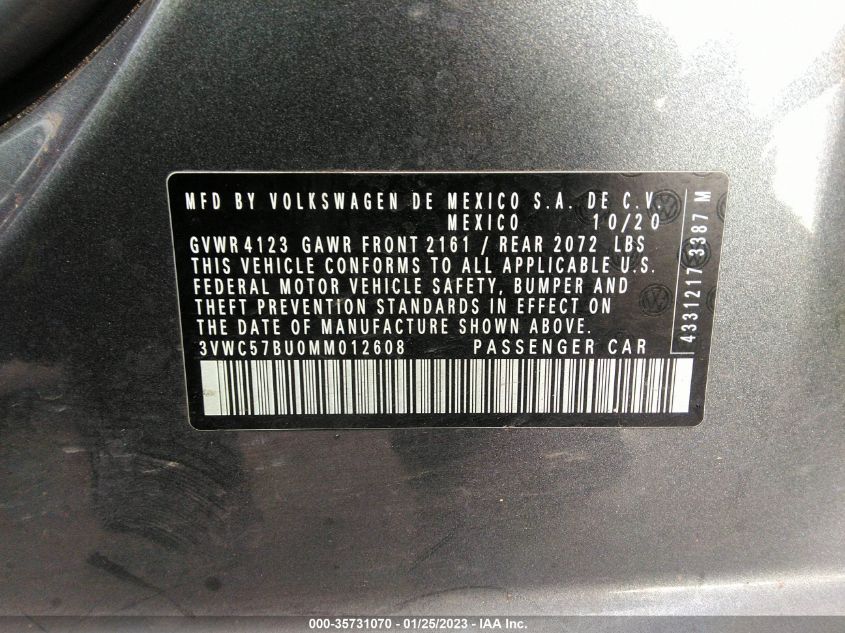 MFD BY VOLKSWAGEN DE MEXICO S.A. DE C.V.
MEXICO 10/20
GVWR 4123 GAWR FRONT 2161 / REAR 2072 LBS
THIS VEHICLE CONFORMS TO ALL APPLICABLE U.S.
FEDERAL MOTOR VEHICLE SAFETY, BUMPER AND
THEFT PREVENTION STANDARDS IN EFFECT ON
THE DATE OF MANUFACTURE SHOWN ABOVE.
3VWC57BU0MM012608 PASSENGER CAR
433121733387 M
000-35731070 - 01/25/2023 - IAA Inc.